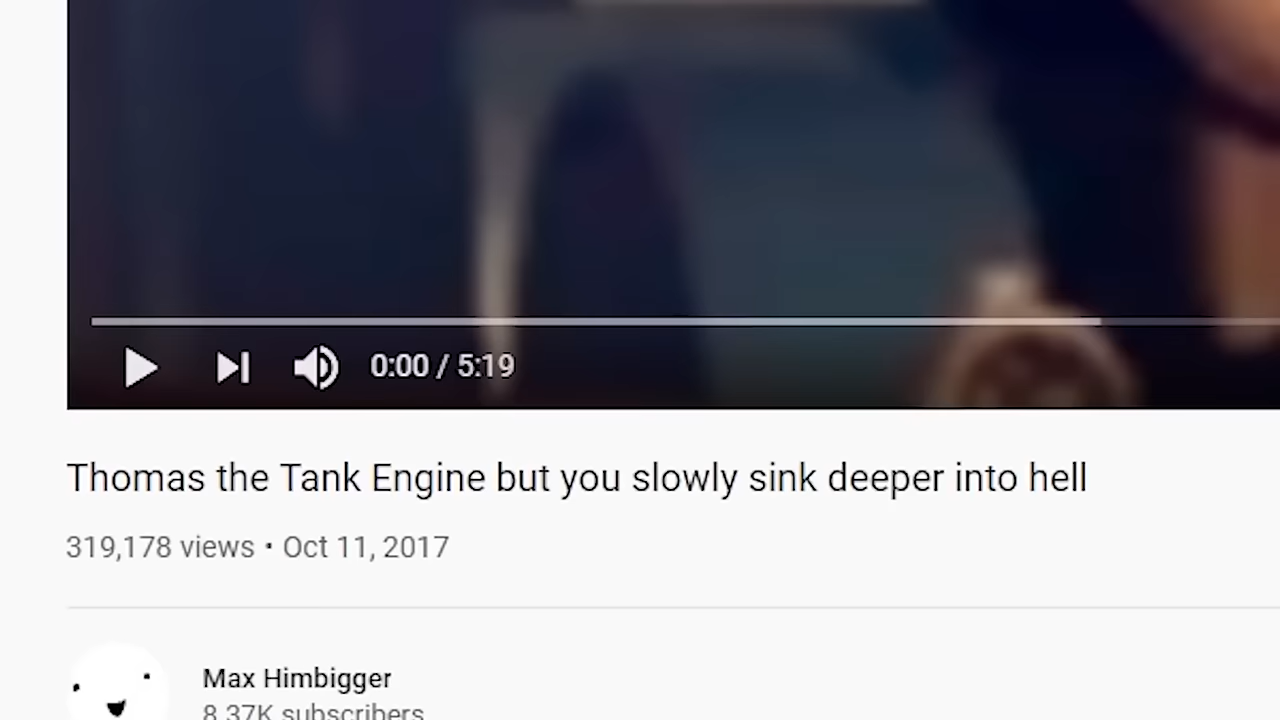 0:00 / 5:19
Thomas the Tank Engine but you slowly sink deeper into hell
319,178 views • Oct 11, 2017
Max Himbigger
8.37K subscribers